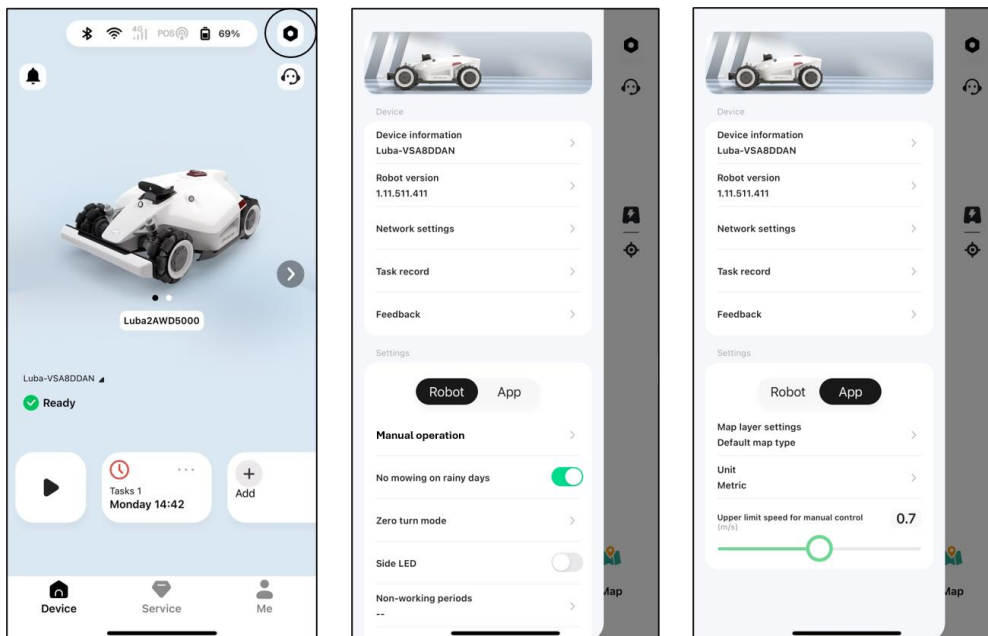 4G POS 69%
Luba2AWD5000
Luba-VSA8DDAN
Ready
Tasks 1
Monday 14:42
Add
Device
Service
Me
Device
Device information
Luba-VSA8DDAN
Robot version
1.11.511.411
Network settings
Task record
Feedback
Settings
Robot App
Manual operation
No mowing on rainy days
Zero turn mode
Side LED
Non-working periods
--
Map
Device
Device information
Luba-VSA8DDAN
Robot version
1.11.511.411
Network settings
Task record
Feedback
Settings
Robot App
Map layer settings
Default map type
Unit
Metric
Upper limit speed for manual control 0.7
(m/s)
Map